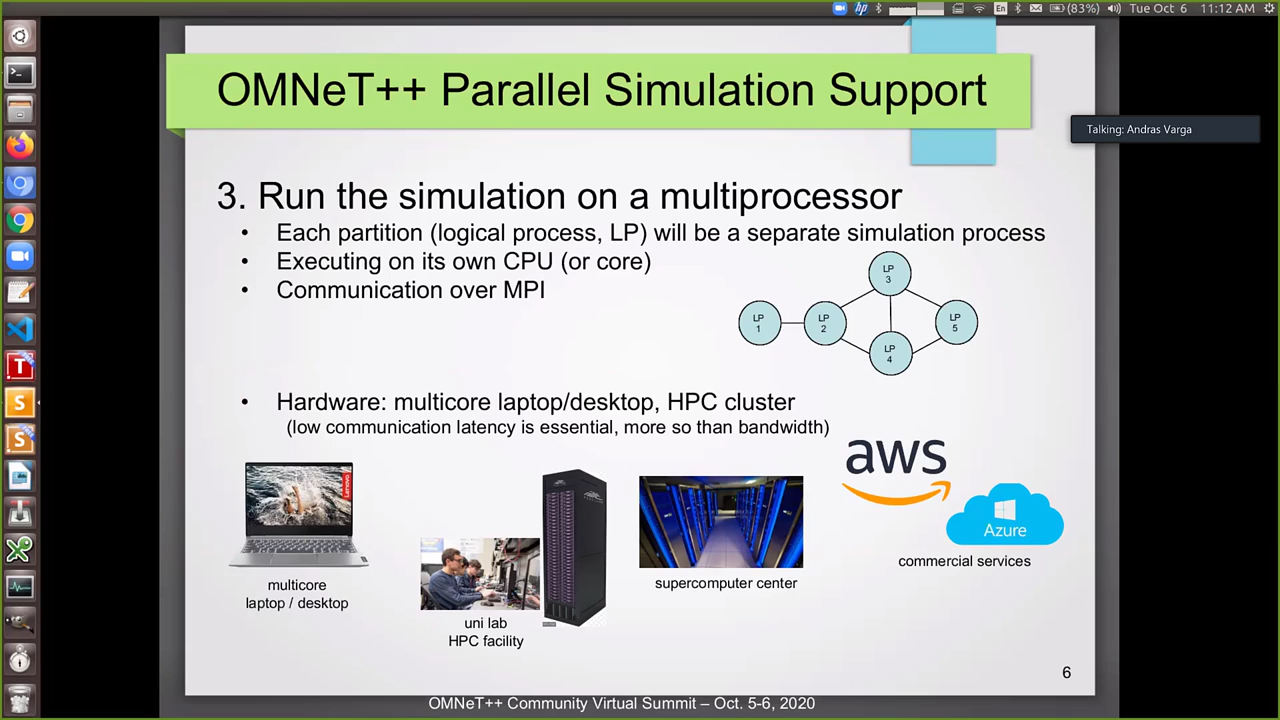 hp
En
(83%)
Tue Oct 6
11:12 AM
OMNeT++ Parallel Simulation Support
Talking: Andras Varga
3. Run the simulation on a multiprocessor
• Each partition (logical process, LP) will be a separate simulation process
• Executing on its own CPU (or core)
• Communication over MPI
LP
3
LP
1
LP
2
LP
5
LP
4
• Hardware: multicore laptop/desktop, HPC cluster
(low communication latency is essential, more so than bandwidth)
aws
Lenovo
Azure
commercial services
multicore
laptop / desktop
supercomputer center
uni lab
HPC facility
6
OMNeT++ Community Virtual Summit – Oct. 5-6, 2020